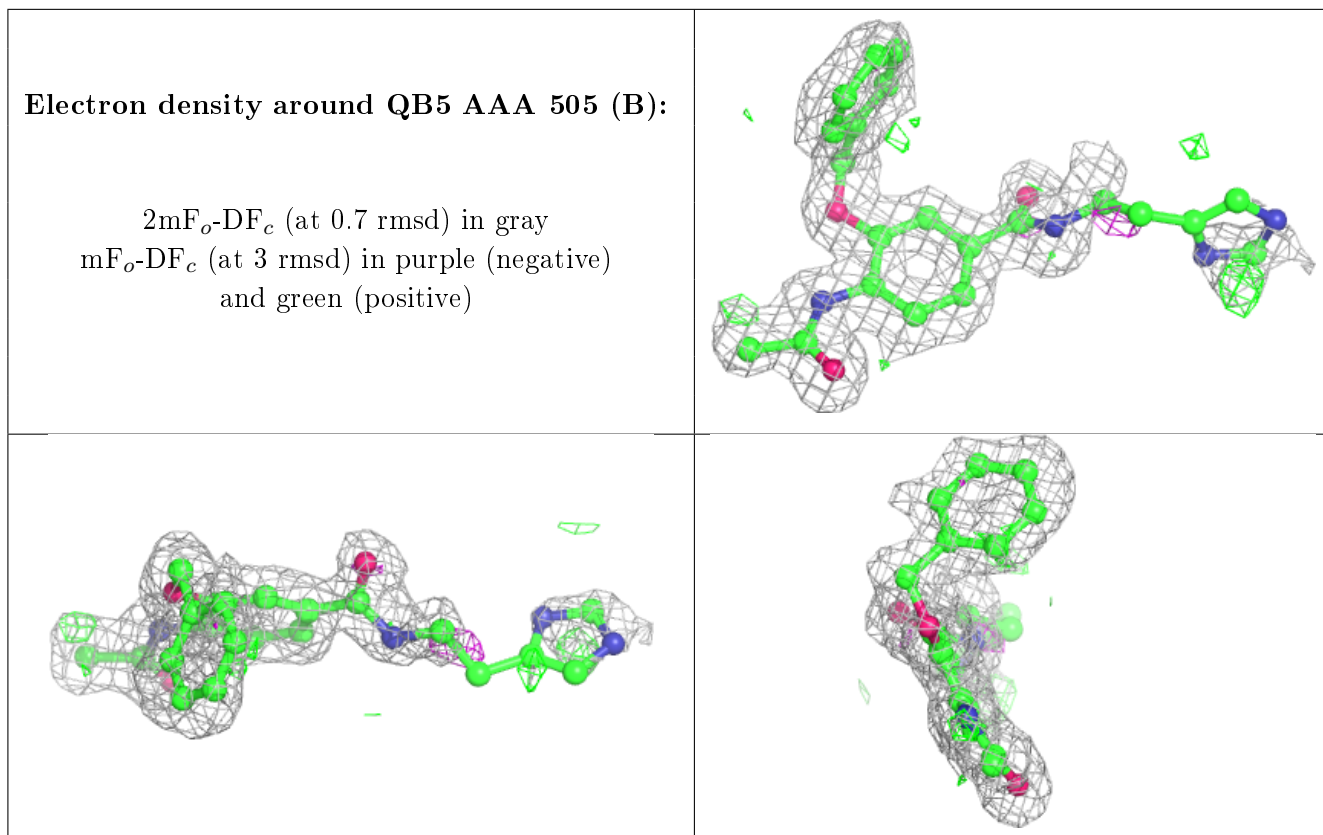 Electron density around QB5 AAA 505 (B):
2mFₒ-DF𝒸 (at 0.7 rmsd) in gray
mFₒ-DF𝒸 (at 3 rmsd) in purple (negative)
and green (positive)